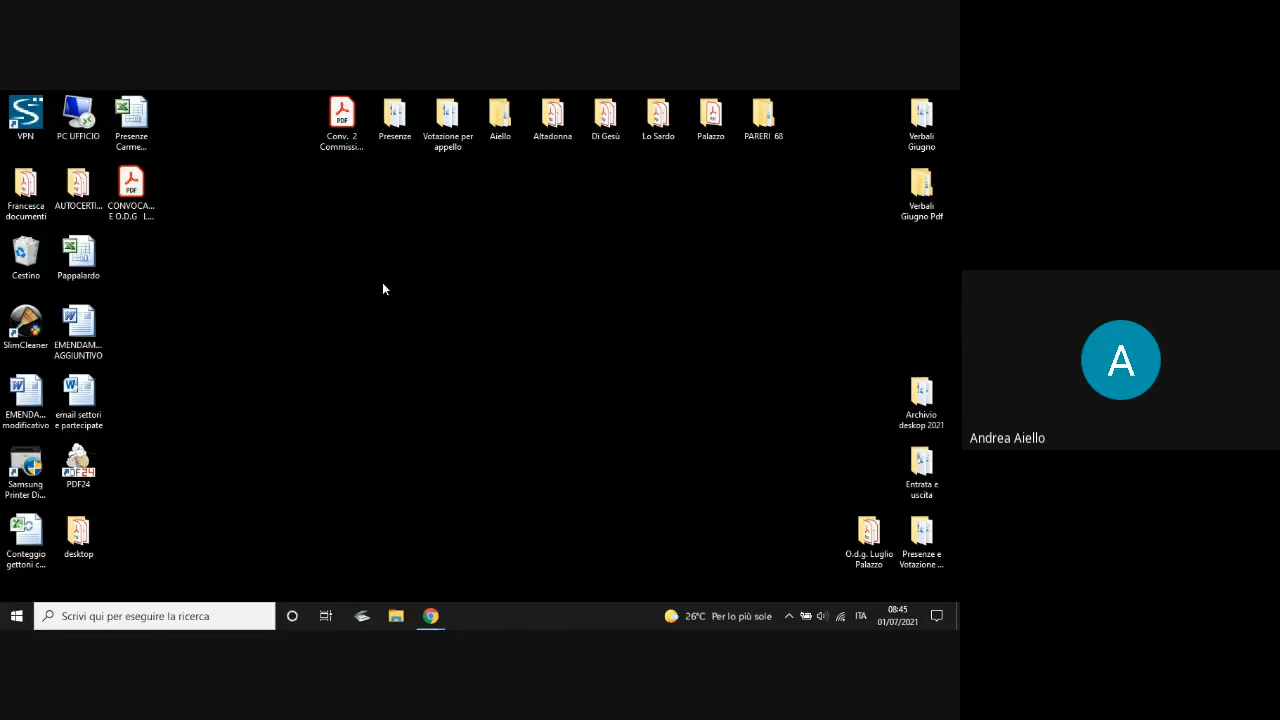 VPN
PC UFFICIO
Presenze
Carme...
PDF
Conv. 2
Commissi...
Presenze
Votazione per
appello
Aiello
Altadonna
Di Gesù
Lo Sardo
Palazzo
PARERI 68
Verbali
Giugno
Francesca
documenti
AUTOCERTI...
PDF
CONVOCA...
E O.D.G L...
Verbali
Giugno Pdf
Cestino
Pappalardo
SlimCleaner
EMENDAM...
AGGIUNTIVO
EMENDA...
modificativo
email settori
e partecipate
Archivio
deskop 2021
Samsung
Printer Di...
PDF24
PDF24
Entrata e
uscita
Conteggio
gettoni c...
desktop
O.d.g. Luglio
Palazzo
Presenze e
Votazione ...
Scrivi qui per eseguire la ricerca
26°C Per lo più sole
ITA
08:45
01/07/2021
A
Andrea Aiello